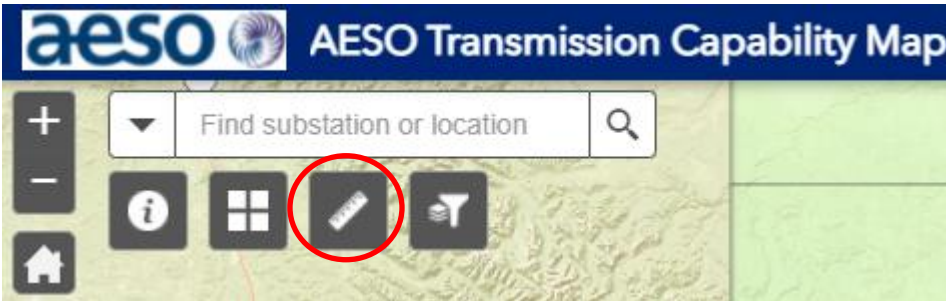 aeso AESO Transmission Capability Map
Find substation or location